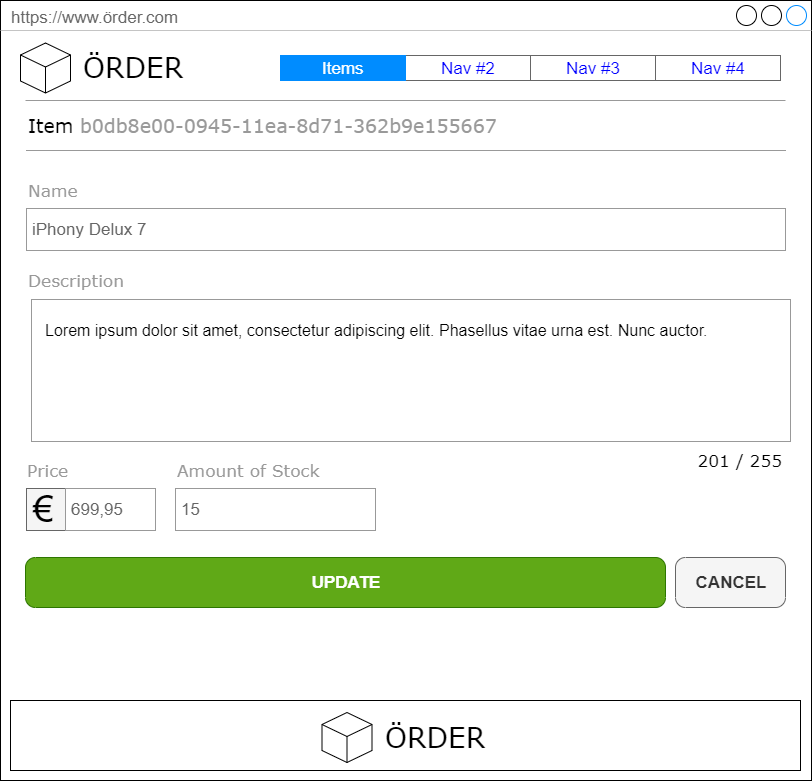 https://www.örder.com
ÖRDER
Items Nav #2 Nav #3 Nav #4
Item b0db8e00-0945-11ea-8d71-362b9e155667
Name
iPhony Delux 7
Description
Lorem ipsum dolor sit amet, consectetur adipiscing elit. Phasellus vitae urna est. Nunc auctor.
201 / 255
Price Amount of Stock
€ 699,95 15
UPDATE CANCEL
ÖRDER